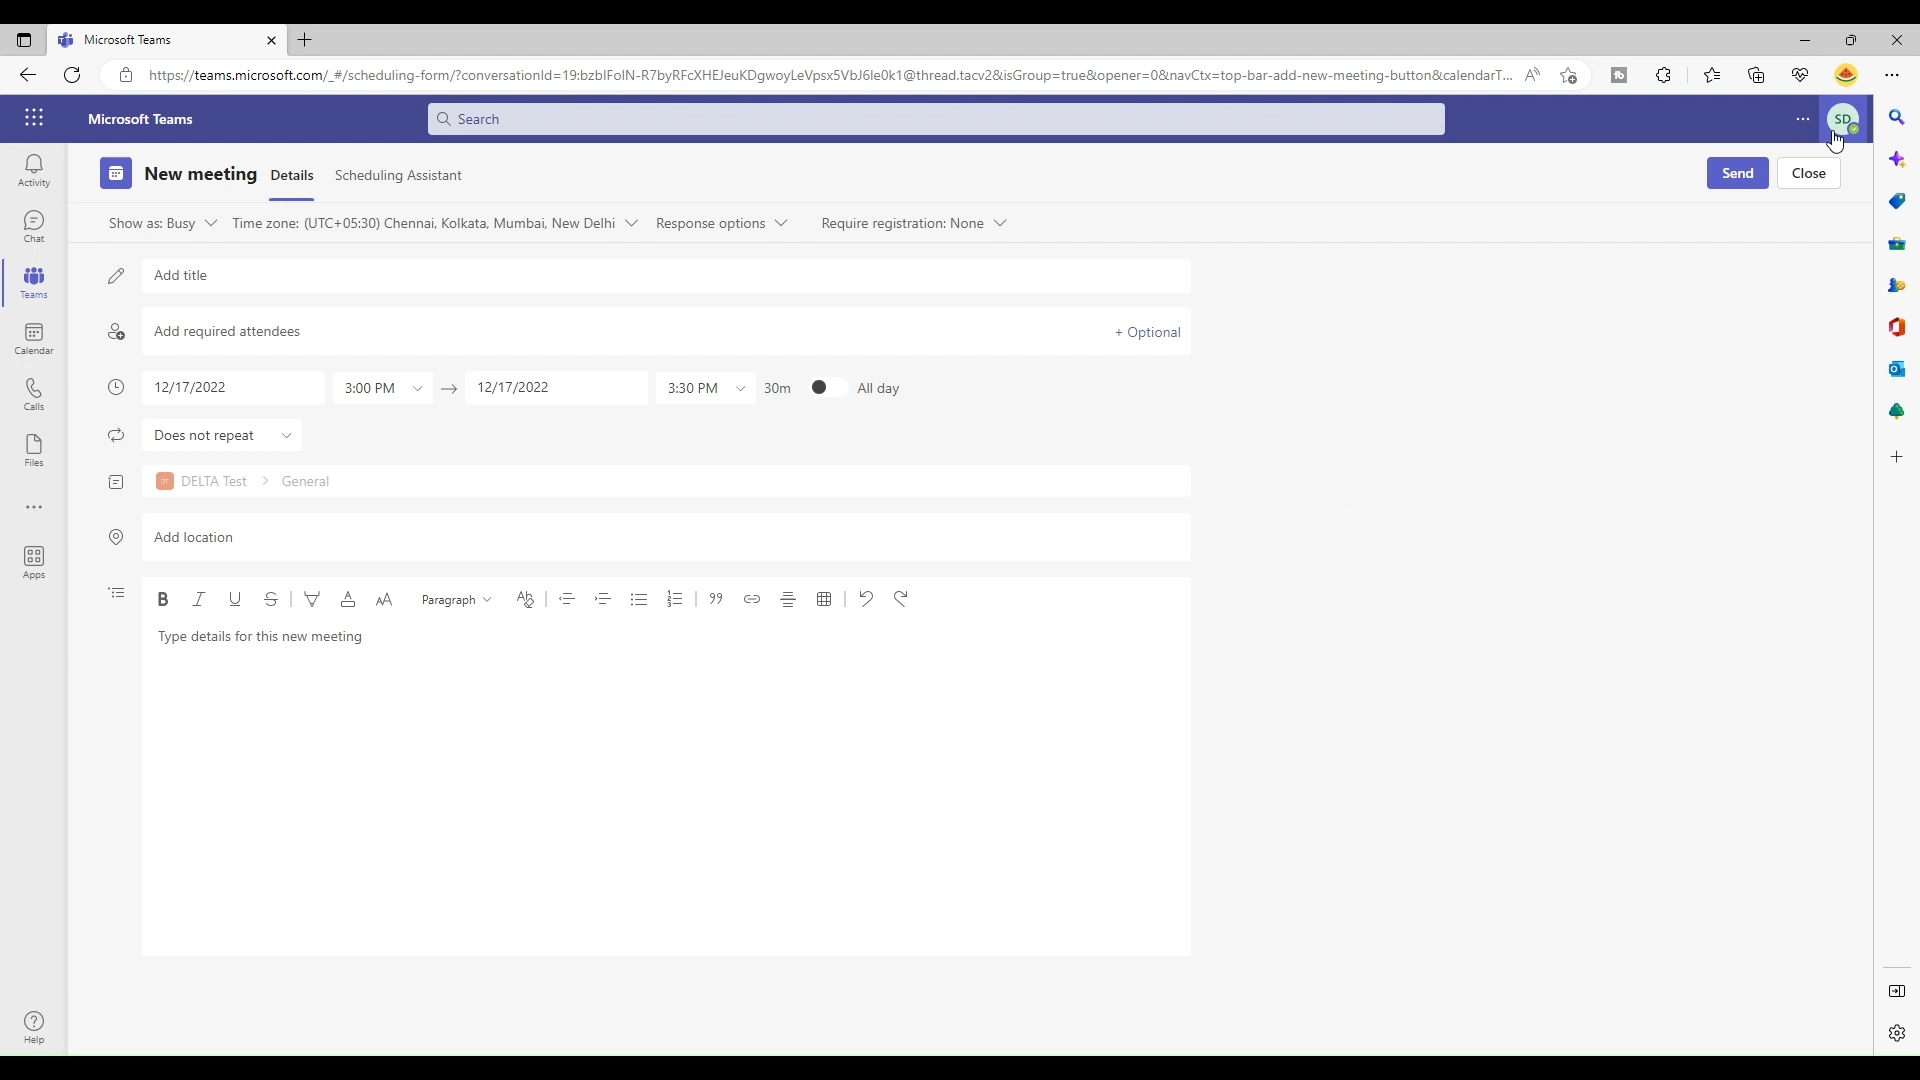 Microsoft Teams
https://teams.microsoft.com/_#/scheduling-form/?conversationId=19:bzblFoIN-R7byRFcXHEJeuKDgwoyLeVpsx5VbJ6le0k1@thread.tacv2&isGroup=true&opener=0&navCtx=top-bar-add-new-meeting-button&calendarT...
Microsoft Teams
Search
SD
Activity
New meeting Details Scheduling Assistant
Send Close
Chat
Show as: Busy Time zone: (UTC+05:30) Chennai, Kolkata, Mumbai, New Delhi Response options Require registration: None
Teams
Add title
Calendar
Add required attendees + Optional
Calls
12/17/2022 3:00 PM → 12/17/2022 3:30 PM 30m All day
Files
Does not repeat
DELTA Test > General
Apps
Add location
B I U S Paragraph
Type details for this new meeting
Help